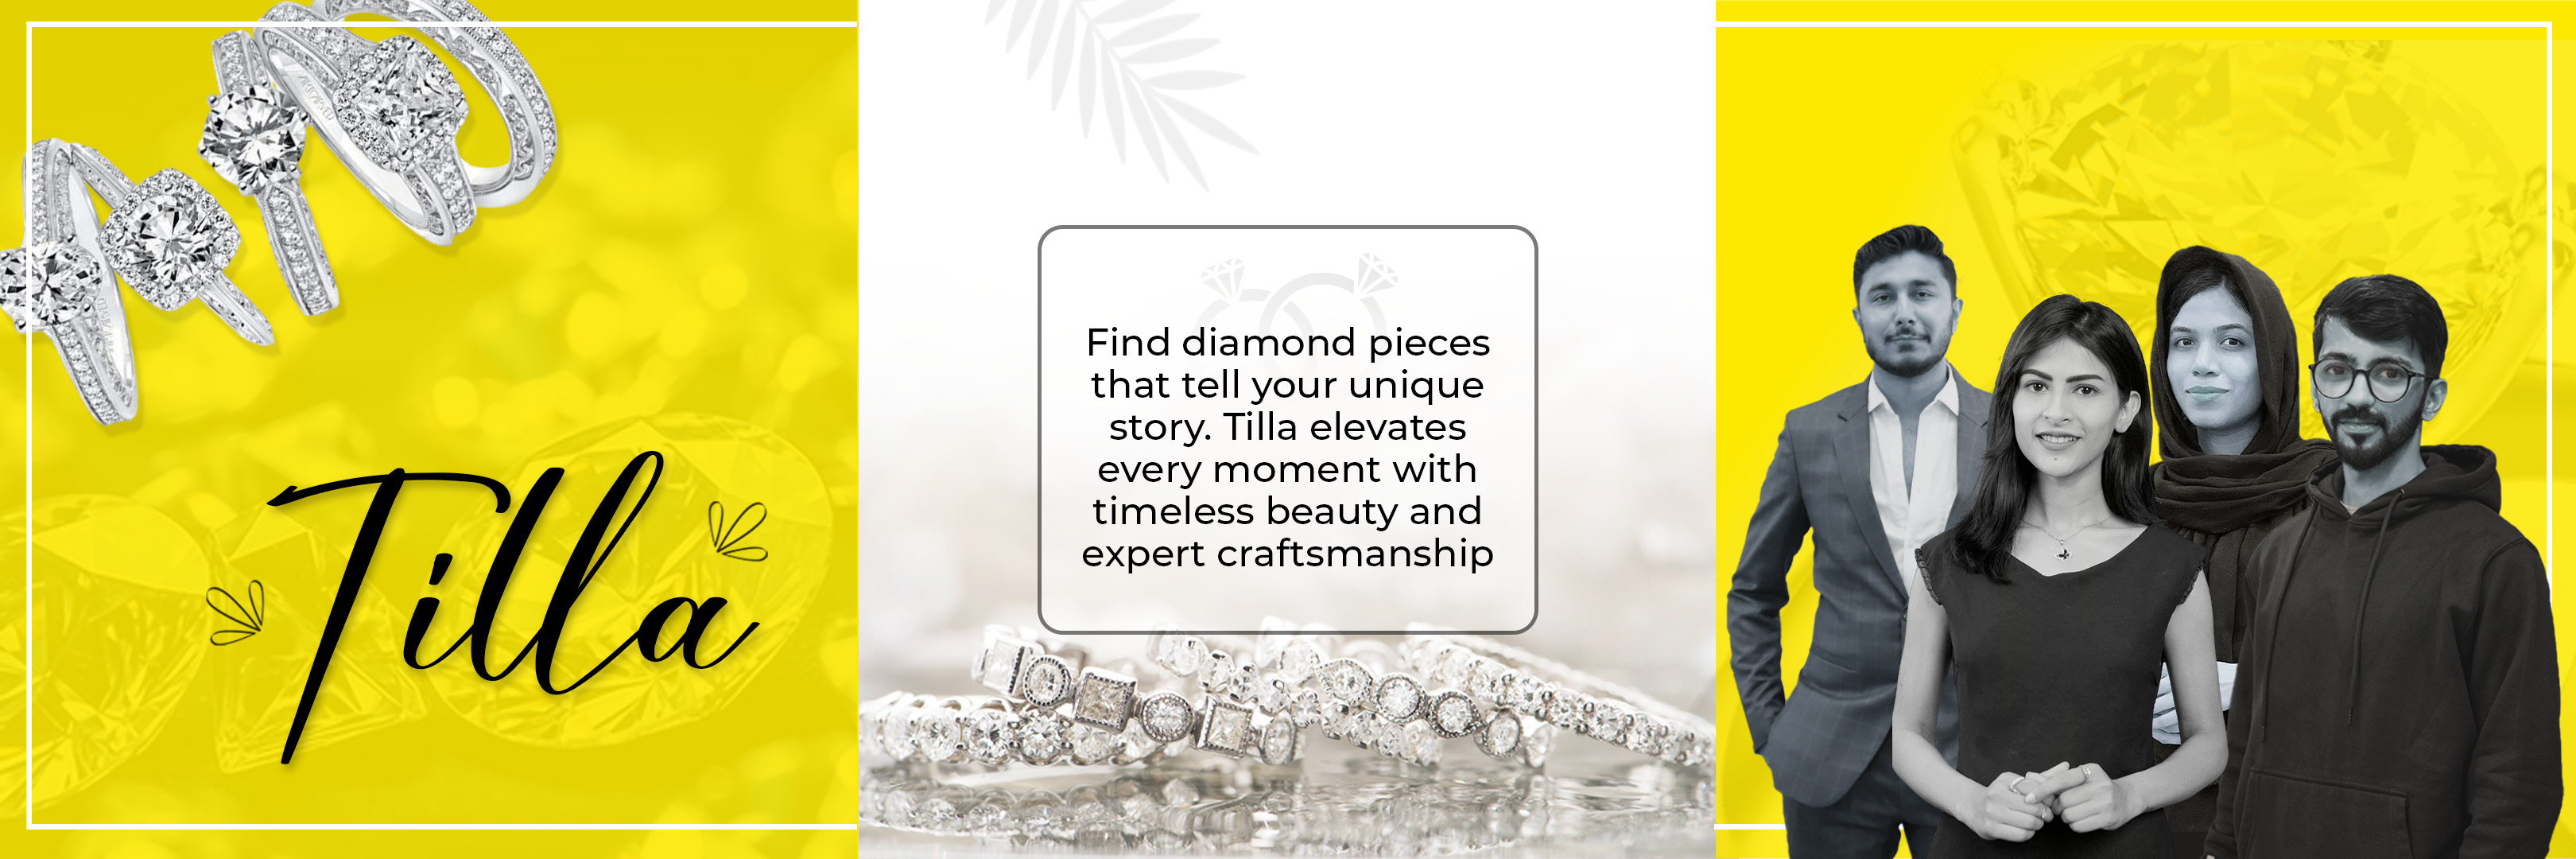 Tilla
Find diamond pieces
that tell your unique
story. Tilla elevates
every moment with
timeless beauty and
expert craftsmanship